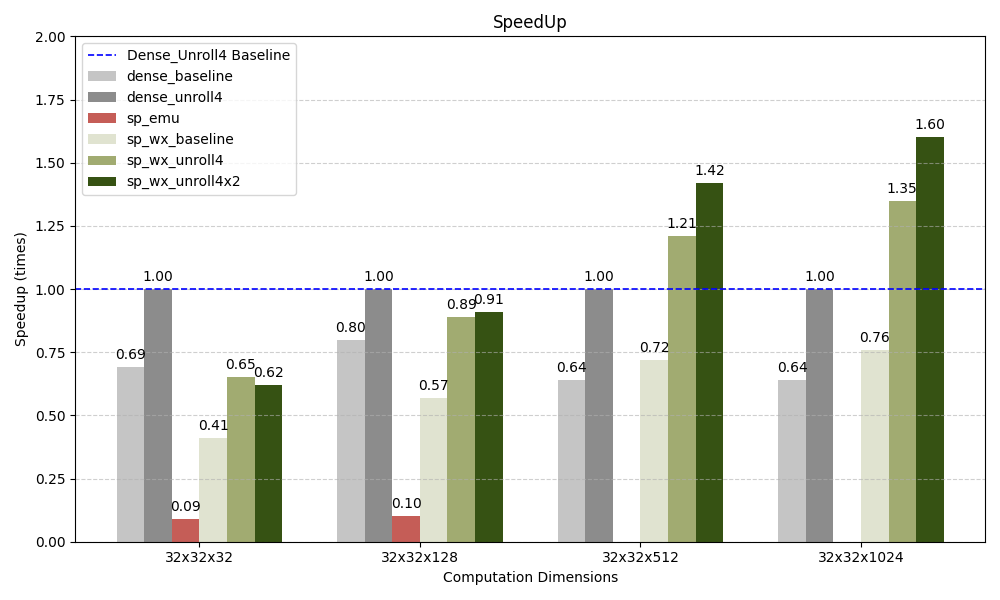 SpeedUp
2.00
1.75
1.50
1.25
1.00
0.75
0.50
0.25
0.00
Speedup (times)
Dense_Unroll4 Baseline
dense_baseline
dense_unroll4
sp_emu
sp_wx_baseline
sp_wx_unroll4
sp_wx_unroll4x2
0.69
1.00
0.09
0.41
0.65
0.62
0.80
1.00
0.10
0.57
0.89
0.91
0.64
1.00
0.72
1.21
1.42
0.64
1.00
0.76
1.35
1.60
32x32x32
32x32x128
32x32x512
32x32x1024
Computation Dimensions